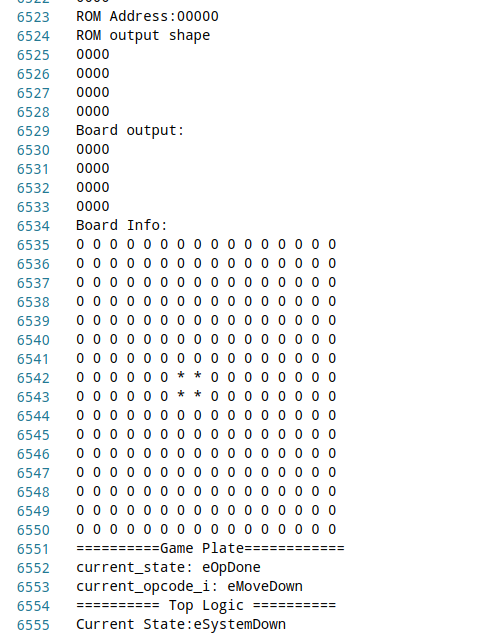 6522 0000
6523 ROM Address:00000
6524 ROM output shape
6525 0000
6526 0000
6527 0000
6528 0000
6529 Board output:
6530 0000
6531 0000
6532 0000
6533 0000
6534 Board Info:
6535 0 0 0 0 0 0 0 0 0 0 0 0 0 0 0 0
6536 0 0 0 0 0 0 0 0 0 0 0 0 0 0 0 0
6537 0 0 0 0 0 0 0 0 0 0 0 0 0 0 0 0
6538 0 0 0 0 0 0 0 0 0 0 0 0 0 0 0 0
6539 0 0 0 0 0 0 0 0 0 0 0 0 0 0 0 0
6540 0 0 0 0 0 0 0 0 0 0 0 0 0 0 0 0
6541 0 0 0 0 0 0 0 0 0 0 0 0 0 0 0 0
6542 0 0 0 0 0 0 * * 0 0 0 0 0 0 0 0
6543 0 0 0 0 0 0 * * 0 0 0 0 0 0 0 0
6544 0 0 0 0 0 0 0 0 0 0 0 0 0 0 0 0
6545 0 0 0 0 0 0 0 0 0 0 0 0 0 0 0 0
6546 0 0 0 0 0 0 0 0 0 0 0 0 0 0 0 0
6547 0 0 0 0 0 0 0 0 0 0 0 0 0 0 0 0
6548 0 0 0 0 0 0 0 0 0 0 0 0 0 0 0 0
6549 0 0 0 0 0 0 0 0 0 0 0 0 0 0 0 0
6550 0 0 0 0 0 0 0 0 0 0 0 0 0 0 0 0
6551 ==========Game Plate============
6552 current_state: eOpDone
6553 current_opcode_i: eMoveDown
6554 ========== Top Logic ==========
6555 Current State:eSystemDown